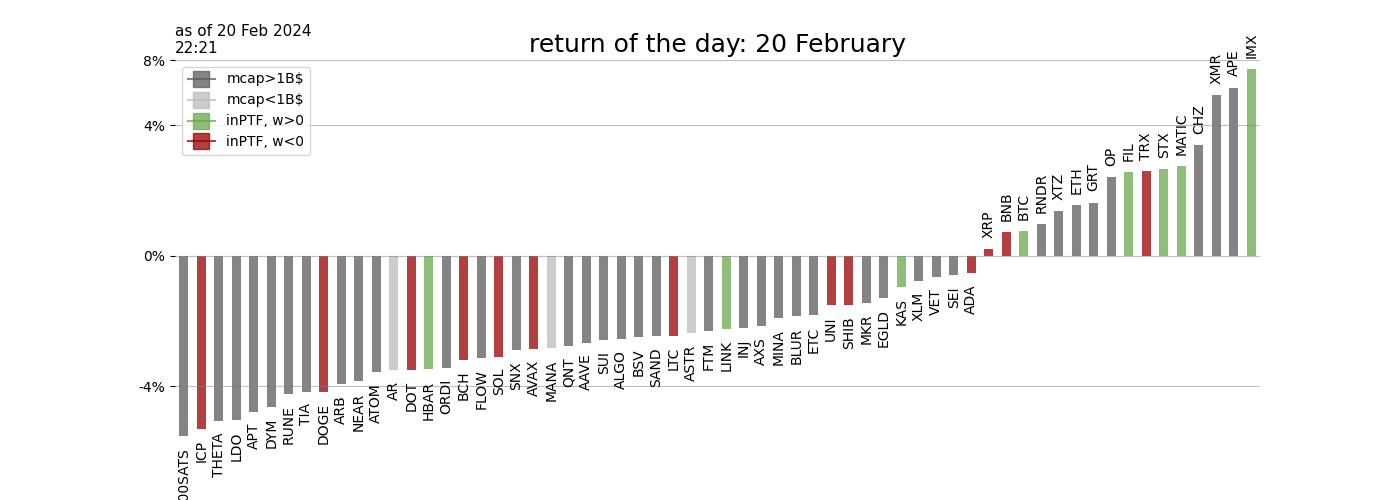 as of 20 Feb 2024
22:21
return of the day: 20 February
8%
4%
0%
-4%
mcap>1B$
mcap<1B$
inPTF, w>0
inPTF, w<0
00SATS
ICP
THETA
LDO
APT
DYM
RUNE
TIA
DOGE
ARB
NEAR
ATOM
AR
DOT
HBAR
ORDI
BCH
FLOW
SOL
SNX
AVAX
MANA
QNT
AAVE
SUI
ALGO
BSV
SAND
LTC
ASTR
FTM
LINK
INJ
AXS
MINA
BLUR
ETC
UNI
SHIB
MKR
EGLD
KAS
XLM
VET
SEI
ADA
XRP
BNB
BTC
RNDR
XTZ
ETH
GRT
OP
FIL
TRX
STX
MATIC
CHZ
XMR
APE
IMX